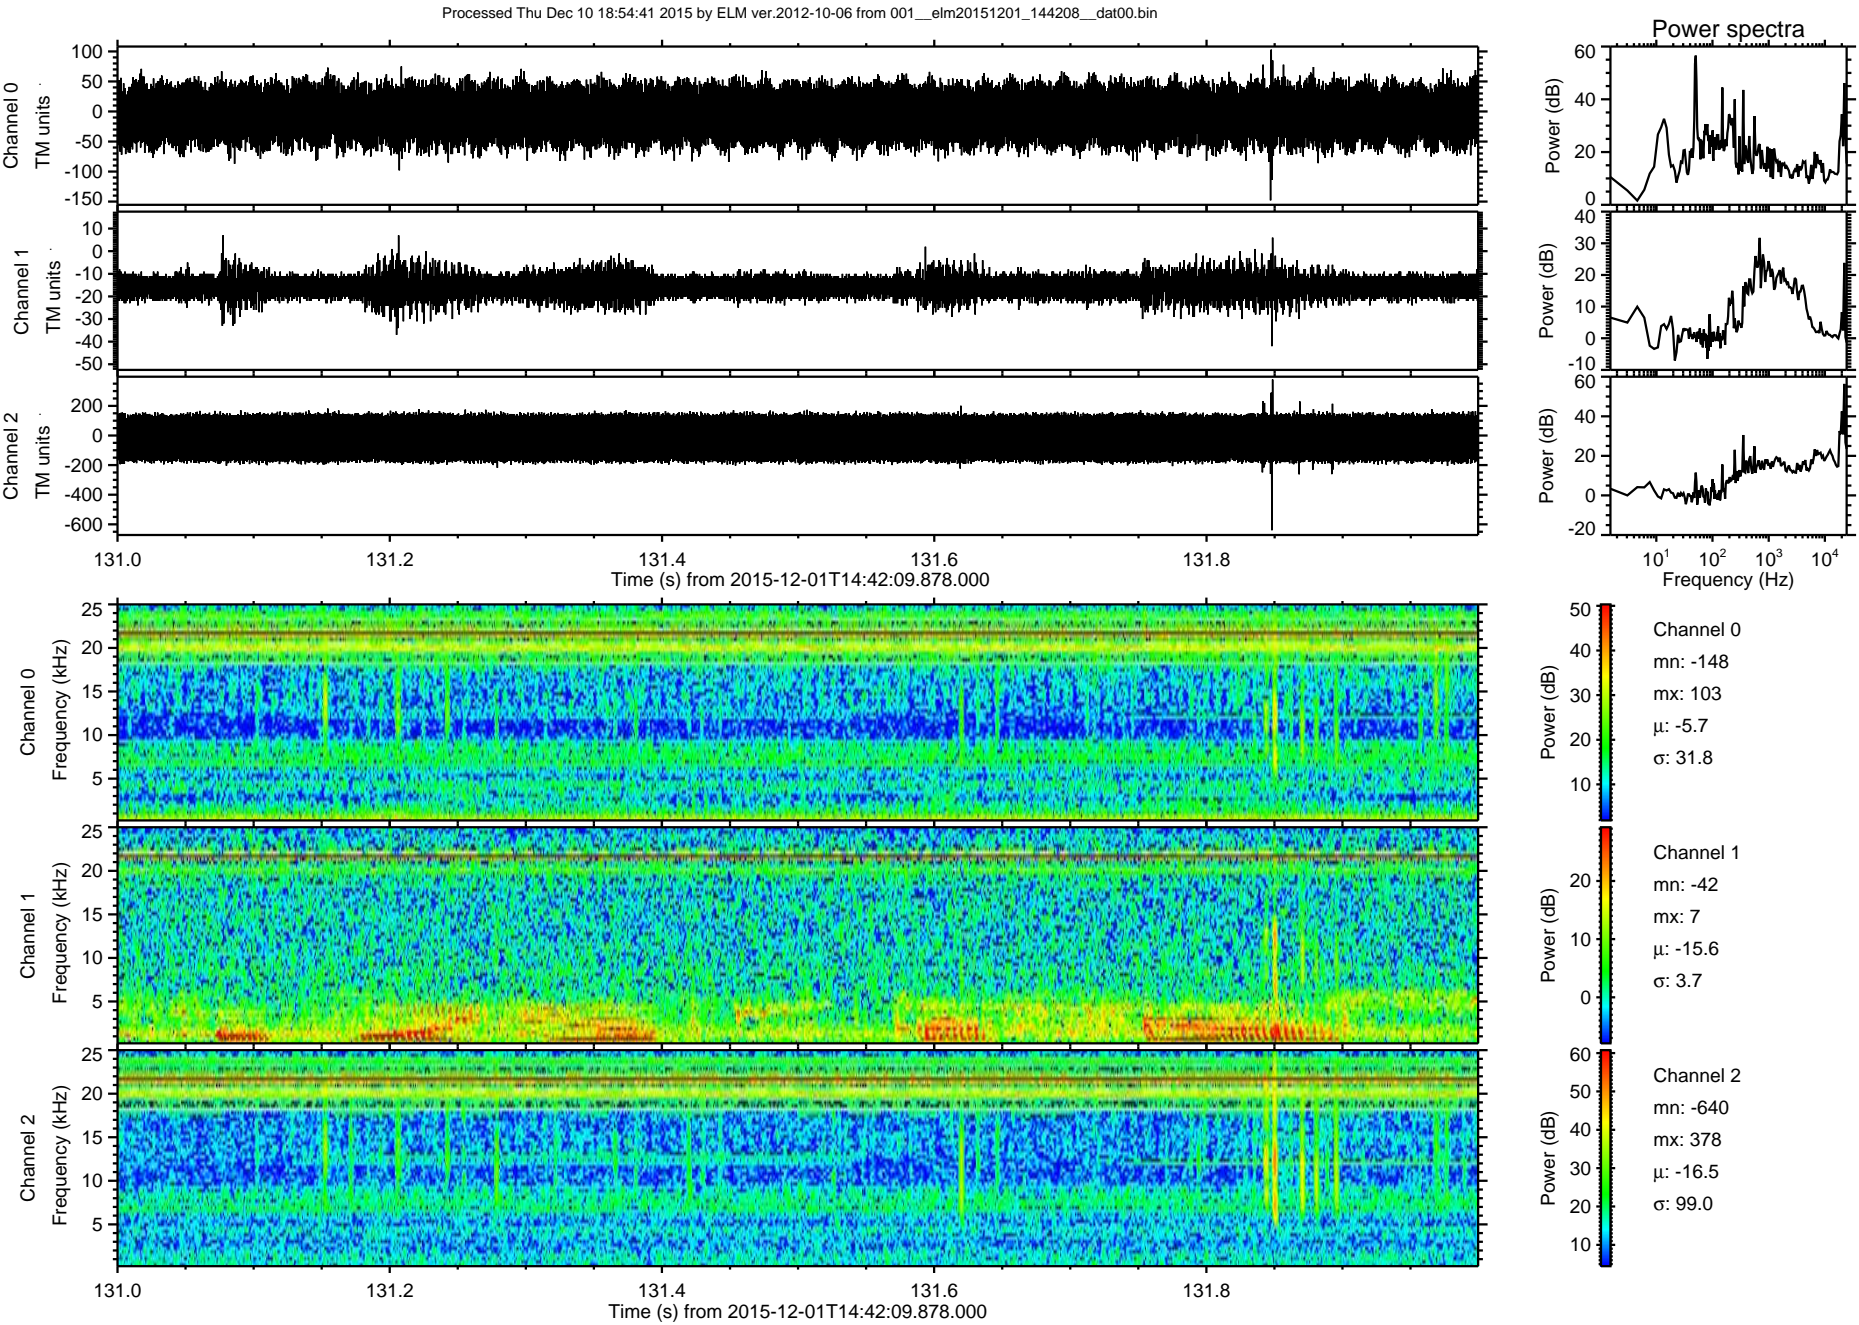 Processed Thu Dec 10 18:54:41 2015 by ELM ver.2012-10-06 from 001__elm20151201_144208__dat00.bin
Power spectra
Channel 0
TM units
100
50
0
-50
-100
-150
Power (dB)
60
40
20
0
Channel 1
TM units
10
0
-10
-20
-30
-40
-50
Power (dB)
40
30
20
10
0
-10
Channel 2
TM units
200
0
-200
-400
-600
Power (dB)
60
40
20
0
-20
131.0 131.2 131.4 131.6 131.8
Time (s) from 2015-12-01T14:42:09.878.000
10^1 10^2 10^3 10^4
Frequency (Hz)
Channel 0
Frequency (kHz)
25
20
15
10
5
Power (dB)
50
40
30
20
10
Channel 0
mn: -148
mx: 103
μ: -5.7
σ: 31.8
Channel 1
Frequency (kHz)
25
20
15
10
5
Power (dB)
20
10
0
Channel 1
mn: -42
mx: 7
μ: -15.6
σ: 3.7
Channel 2
Frequency (kHz)
25
20
15
10
5
Power (dB)
60
50
40
30
20
10
Channel 2
mn: -640
mx: 378
μ: -16.5
σ: 99.0
131.0 131.2 131.4 131.6 131.8
Time (s) from 2015-12-01T14:42:09.878.000